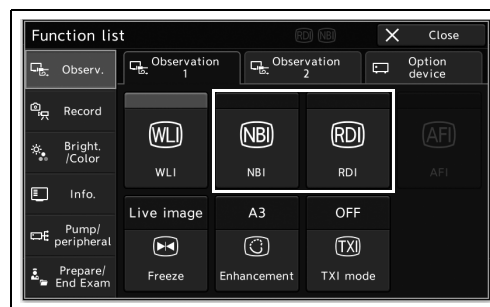 Function list RDI NBI X Close
Observ.
Observation
1
Observation
2
Option
device
Record
Bright.
/Color
Info.
Pump/
peripheral
Prepare/
End Exam
WLI
WLI
NBI
NBI
RDI
RDI
AFI
AFI
Live image
Freeze
A3
Enhancement
OFF
TXI
TXI mode